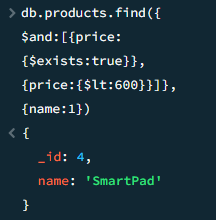 > db.products.find({
$and:[{price:
{$exists:true}},
{price:{$lt:600}}]},
{name:1})
< {
_id: 4,
name: 'SmartPad'
}